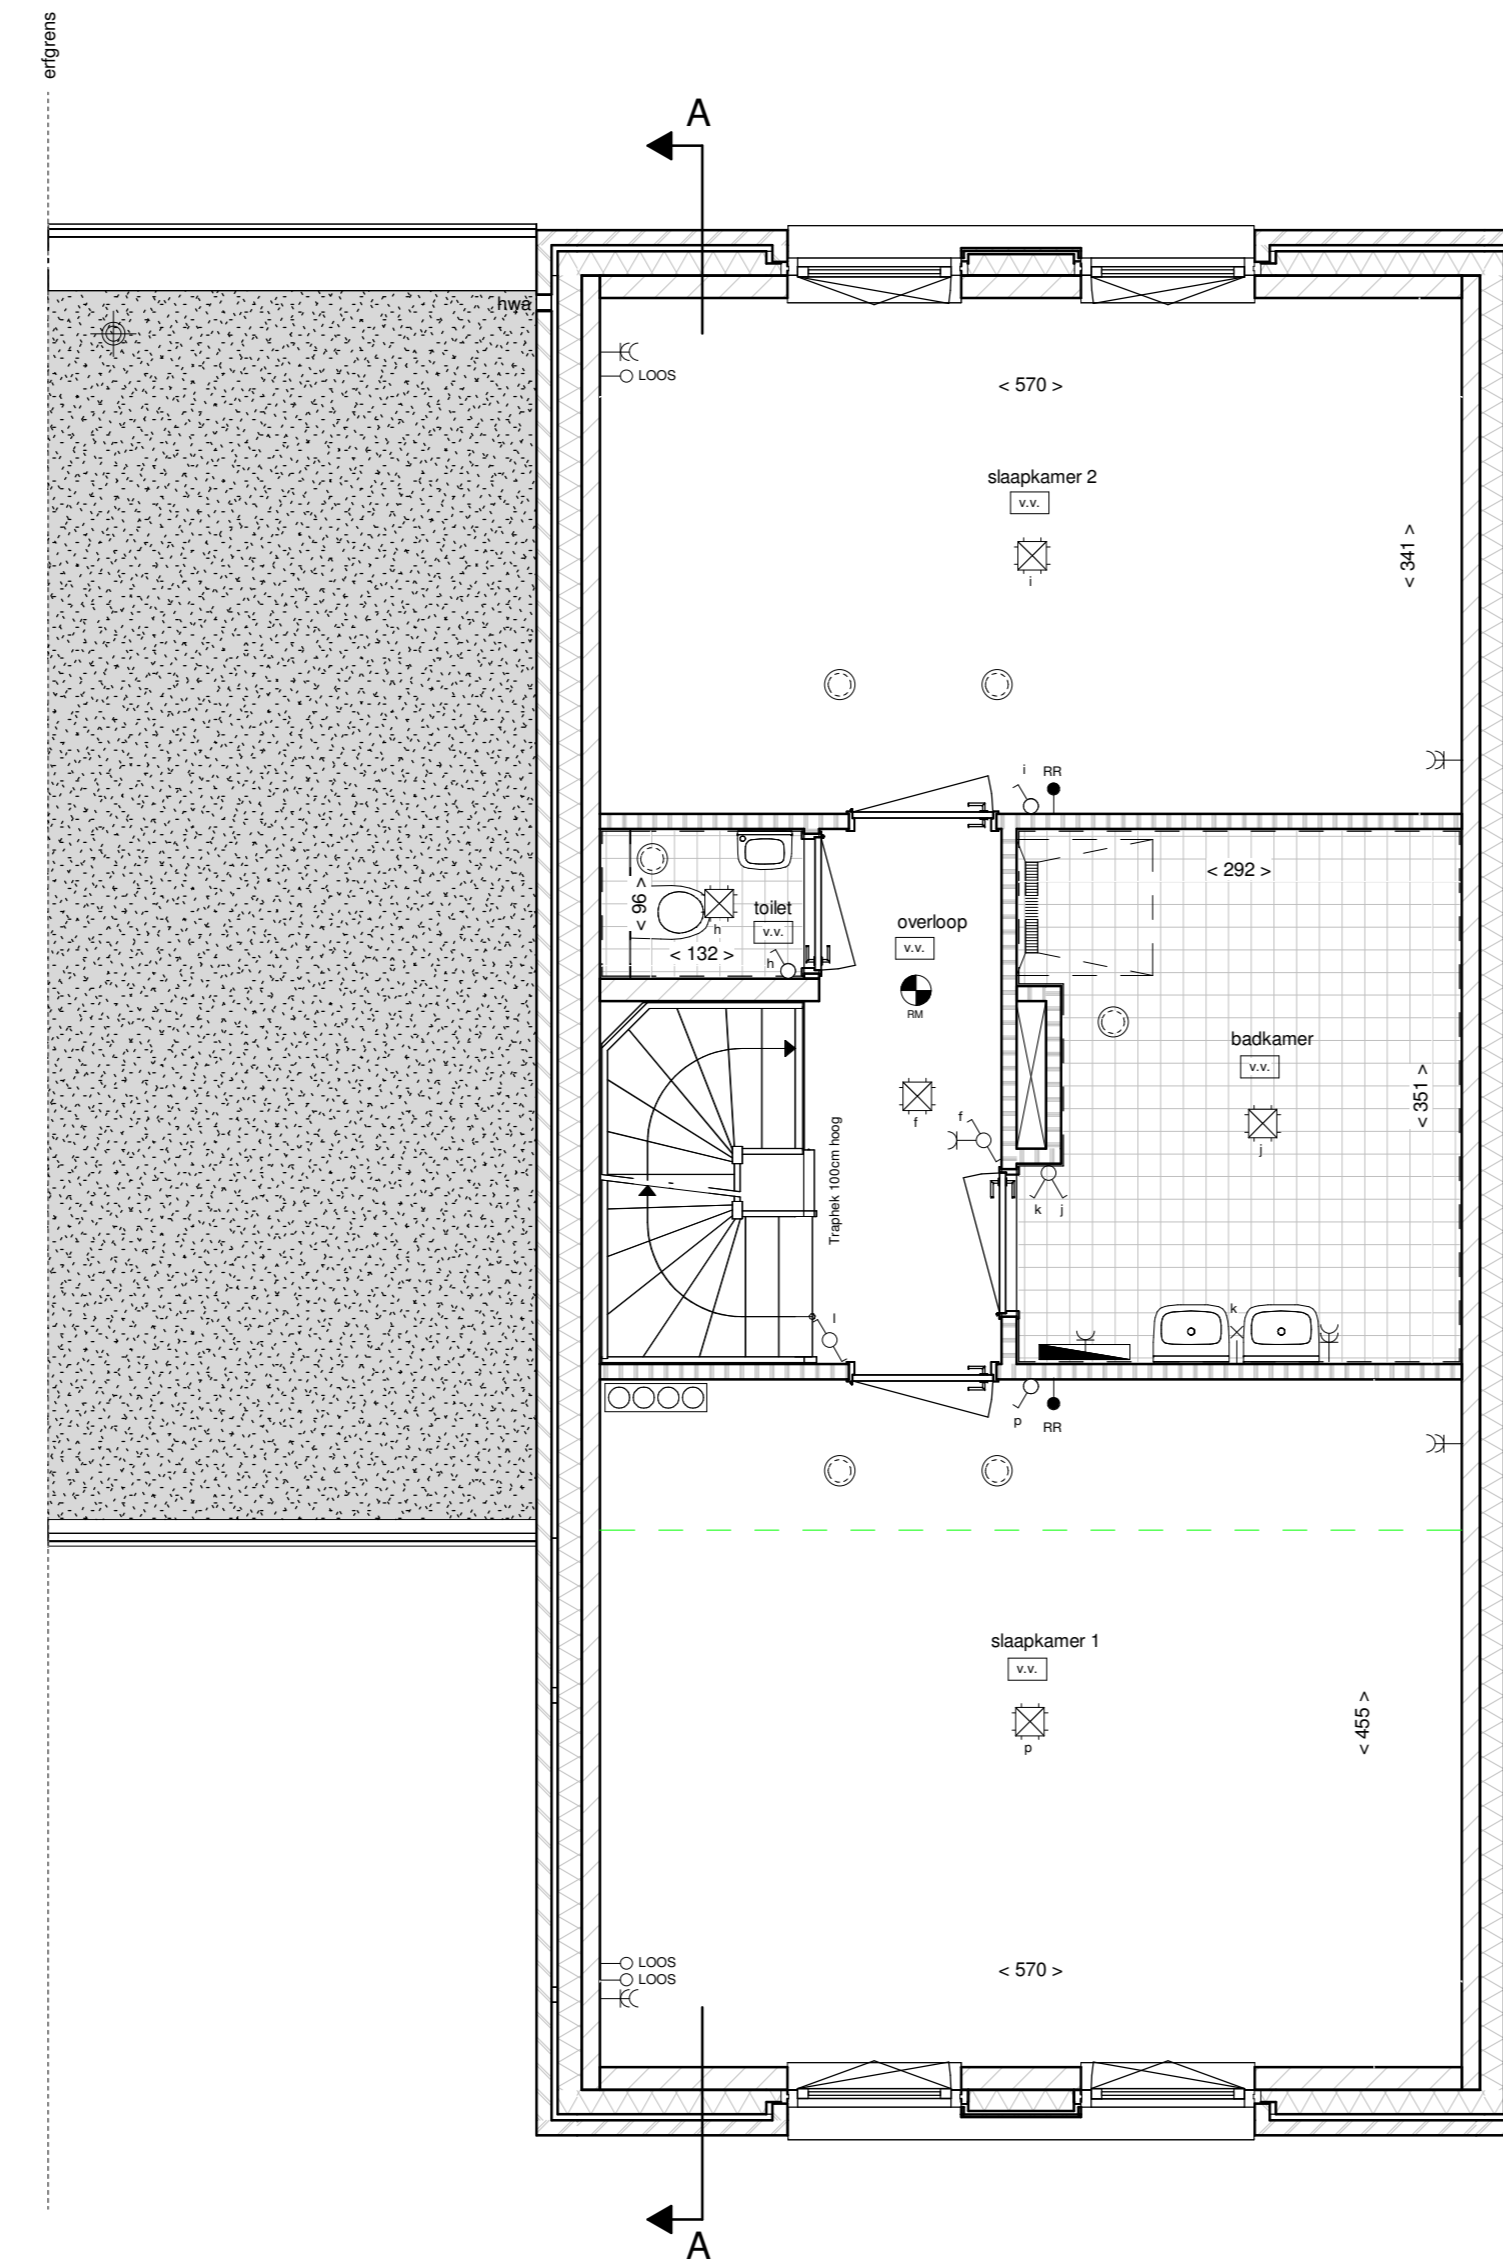 erfgrens
A
hwa
LOOS
< 570 >
slaapkamer 2
v.v.
i
< 341 >
i
RR
< 96 >
h
toilet
v.v.
< 132 >
h
overloop
v.v.
RM
f
f
Traphek 100cm hoog
l
< 292 >
badkamer
v.v.
j
< 351 >
k
j
k
p
RR
slaapkamer 1
v.v.
p
< 455 >
LOOS
LOOS
< 570 >
A